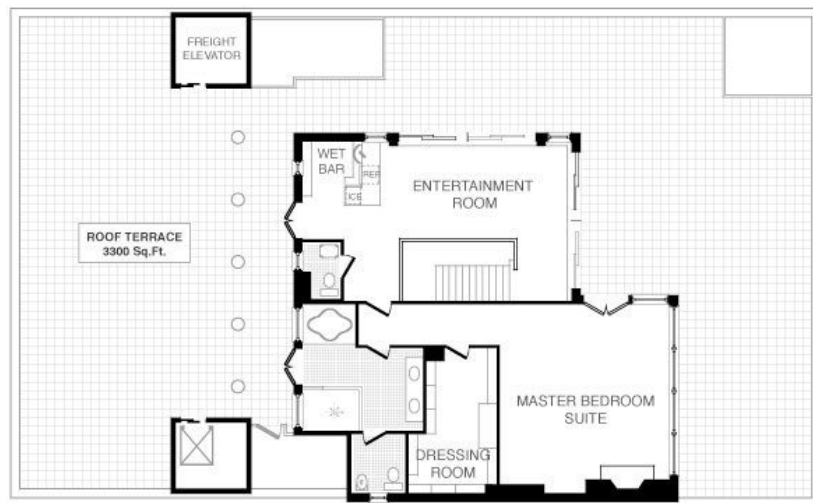 FREIGHT
ELEVATOR
WET
BAR
REF
ICE
ENTERTAINMENT
ROOM
ROOF TERRACE
3300 Sq.Ft.
MASTER BEDROOM
SUITE
DRESSING
ROOM